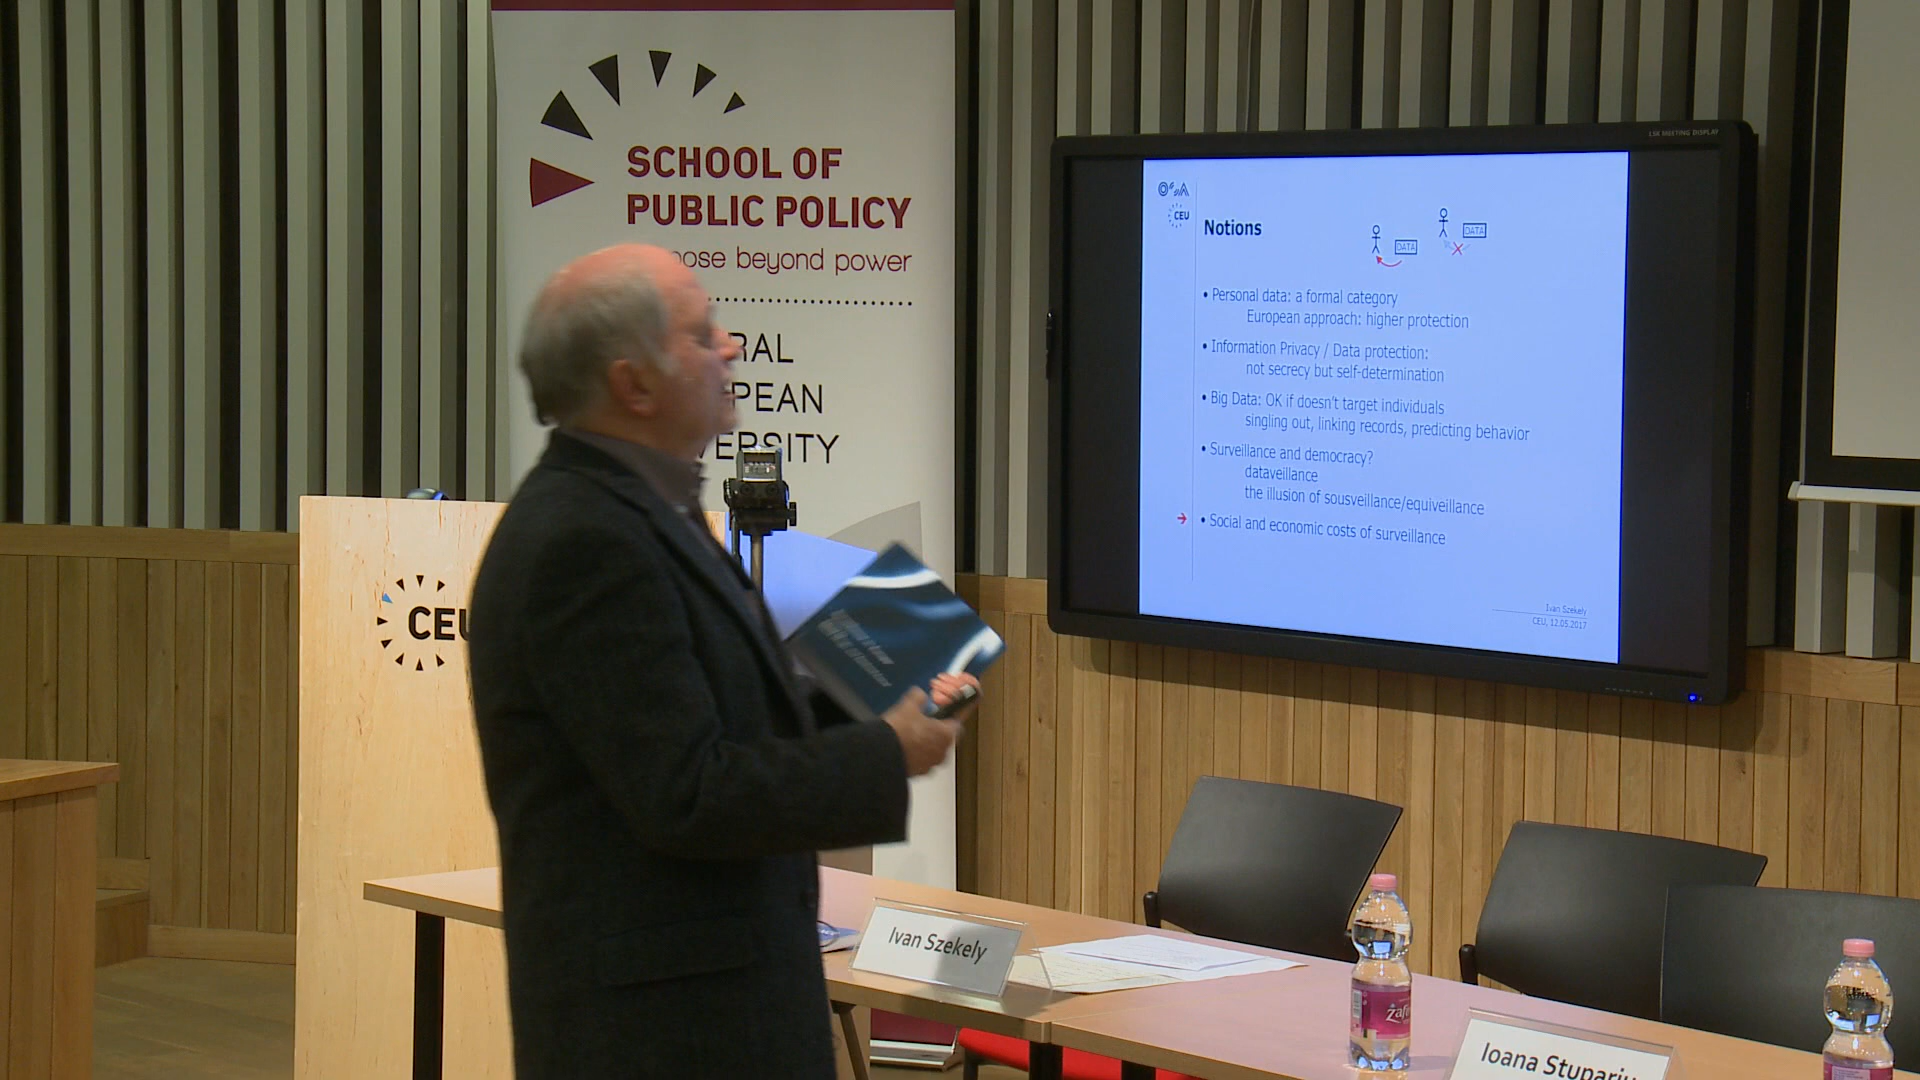 SCHOOL OF
PUBLIC POLICY
beyond power
CEU
LSK MEETING DISPLAY
CEU
Notions
DATA
DATA
• Personal data: a formal category
European approach: higher protection
• Information Privacy / Data protection:
not secrecy but self-determination
• Big Data: OK if doesn't target individuals
singling out, linking records, predicting behavior
• Surveillance and democracy?
dataveillance
the illusion of sousveillance/equiveillance
• Social and economic costs of surveillance
Ivan Szekely
CEU, 12.05.2017
Ivan Szekely
Ioana Stupariu